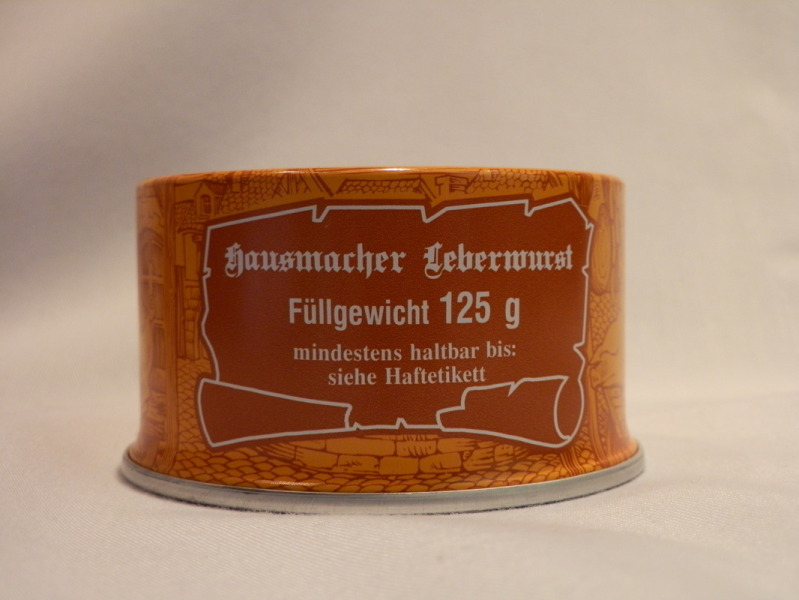 Hausmacher Leberwurst
Füllgewicht 125 g
mindestens haltbar bis:
siehe Haftetikett